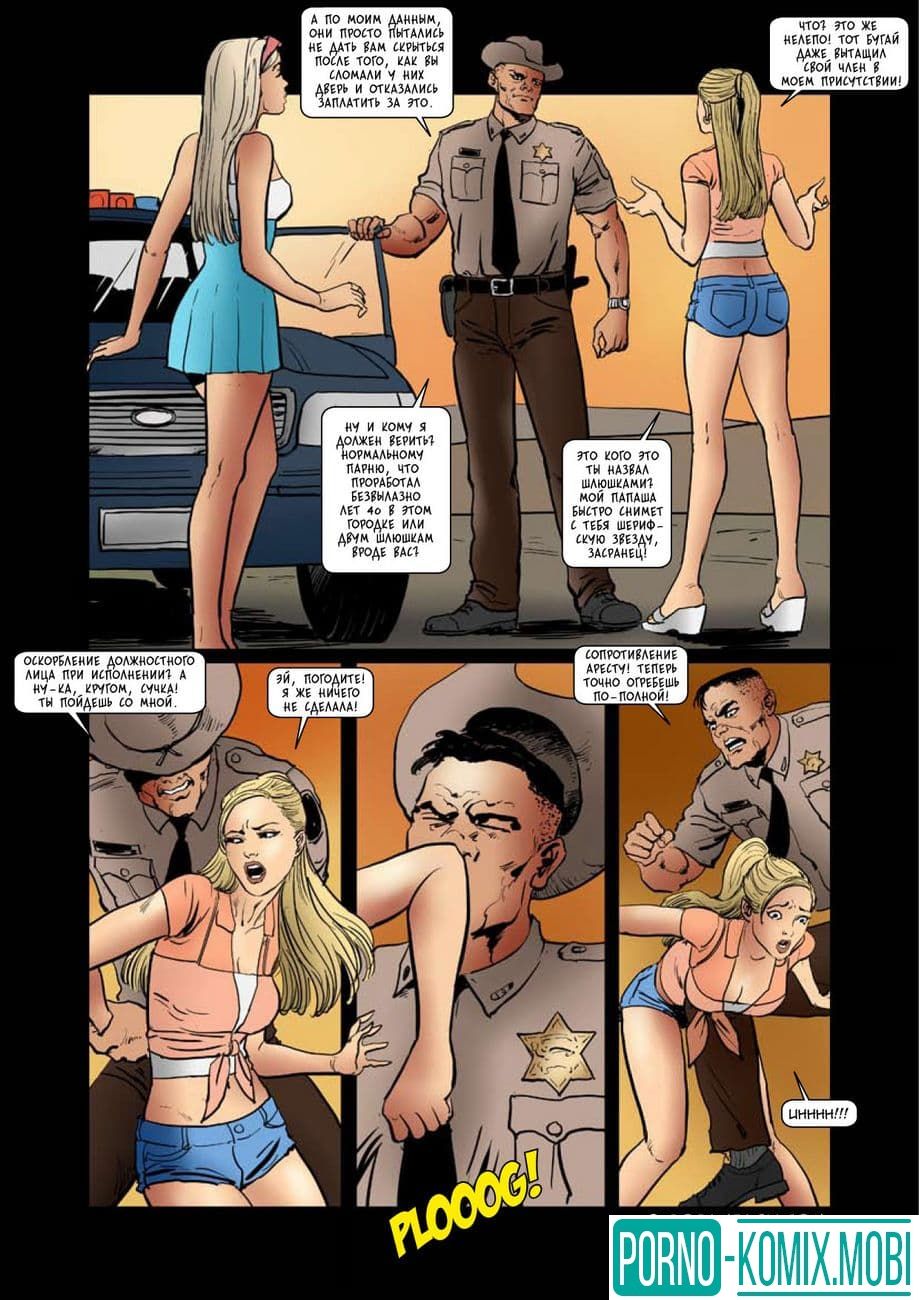 А ПО МОИМ ДАННЫМ,
ОНИ ПРОСТО ПЫТАЛИСЬ
НЕ ДАТЬ ВАМ СКРЫТЬСЯ
ПОСЛЕ ТОГО, КАК ВЫ
СЛОМАЛИ У НИХ
ДВЕРЬ И ОТКАЗАЛИСЬ
ЗАПЛАТИТЬ ЗА ЭТО.
ЧТО? ЭТО ЖЕ
НЕЛЕПО! ТОТ БУГАЙ
ДАЖЕ ВЫТАЩИЛ
СВОЙ ЧЛЕН В
МОЕМ ПРИСУТСТВИИ!
НУ И КОМУ Я
ДОЛЖЕН ВЕРИТЬ?
НОРМАЛЬНОМУ
ПАРНЮ, ЧТО
ПРОРАБОТАЛ
БЕЗВЫЛАЗНО
ЛЕТ 40 В ЭТОМ
ГОРОДКЕ ИЛИ
ДВУМ ШЛЮШКАМ
ВРОДЕ ВАС?
ЭТО КОГО ЭТО
ТЫ НАЗВАЛ
ШЛЮШКАМИ?
МОЙ ПАПАША
БЫСТРО СНИМЕТ
С ТЕБЯ ШЕРИФ-
СКУЮ ЗВЕЗДУ,
ЗАСРАНЕЦ!
ОСКОРБЛЕНИЕ ДОЛЖНОСТНОГО
ЛИЦА ПРИ ИСПОЛНЕНИИ? А
НУ-КА, КРУГОМ, СУЧКА!
ТЫ ПОЙДЕШЬ СО МНОЙ.
ЭЙ, ПОГОДИТЕ!
Я ЖЕ НИЧЕГО
НЕ СДЕЛАЛА!
PLOOOG!
СОПРОТИВЛЕНИЕ
АРЕСТУ! ТЕПЕРЬ
ТОЧНО ОГРЕБЕШЬ
ПО-ПОЛНОЙ!
ИНННН!!!
PORNO-KOMIX.MOBI